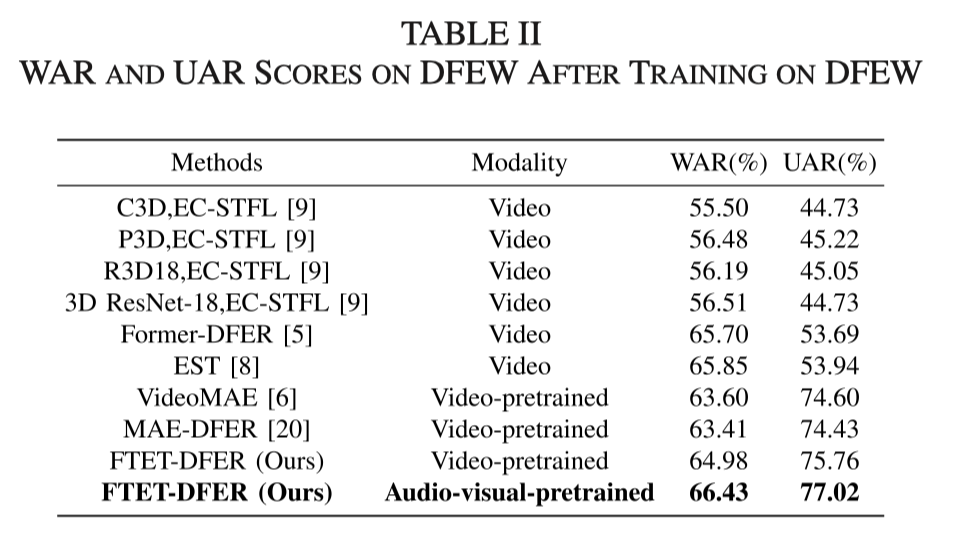 TABLE II
WAR AND UAR SCORES ON DFEW AFTER TRAINING ON DFEW
Methods Modality WAR(%) UAR(%)
C3D,EC-STFL [9] Video 55.50 44.73
P3D,EC-STFL [9] Video 56.48 45.22
R3D18,EC-STFL [9] Video 56.19 45.05
3D ResNet-18,EC-STFL [9] Video 56.51 44.73
Former-DFER [5] Video 65.70 53.69
EST [8] Video 65.85 53.94
VideoMAE [6] Video-pretrained 63.60 74.60
MAE-DFER [20] Video-pretrained 63.41 74.43
FTET-DFER (Ours) Video-pretrained 64.98 75.76
FTET-DFER (Ours) Audio-visual-pretrained 66.43 77.02